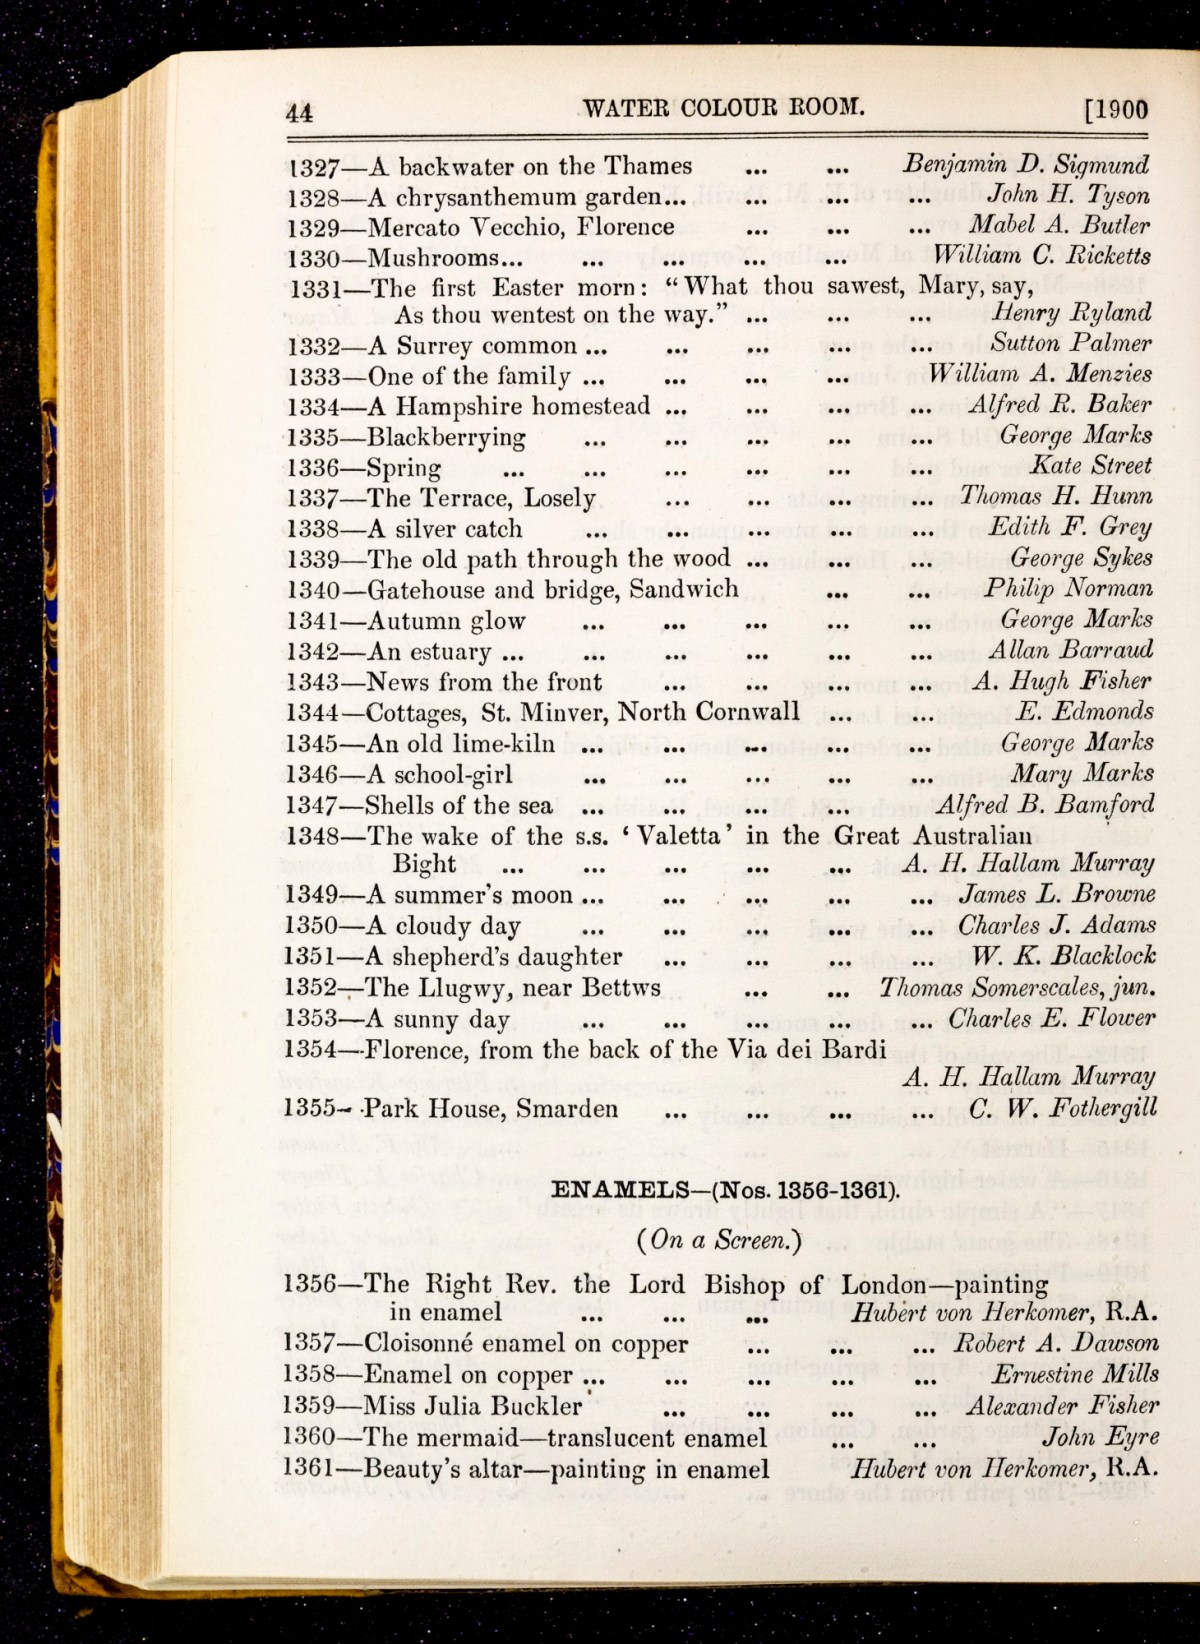 44 WATER COLOUR ROOM. [1900
1327—A backwater on the Thames ... ... Benjamin D. Sigmund
1328—A chrysanthemum garden... ... ... ... John H. Tyson
1329—Mercato Vecchio, Florence ... ... ... Mabel A. Butler
1330—Mushrooms... ... ... ... ... William C. Ricketts
1331—The first Easter morn: “What thou sawest, Mary, say,
As thou wentest on the way.” ... ... ... Henry Ryland
1332—A Surrey common ... ... ... ... ... Sutton Palmer
1333—One of the family ... ... ... ... William A. Menzies
1334—A Hampshire homestead ... ... ... ... Alfred R. Baker
1335—Blackberrying ... ... ... ... ... George Marks
1336—Spring ... ... ... ... ... ... Kate Street
1337—The Terrace, Losely ... ... ... ... Thomas H. Hunn
1338—A silver catch ... ... ... ... ... Edith F. Grey
1339—The old path through the wood ... ... ... George Sykes
1340—Gatehouse and bridge, Sandwich ... ... Philip Norman
1341—Autumn glow ... ... ... ... ... George Marks
1342—An estuary ... ... ... ... ... ... Allan Barraud
1343—News from the front ... ... ... ... A. Hugh Fisher
1344—Cottages, St. Minver, North Cornwall ... ... E. Edmonds
1345—An old lime-kiln ... ... ... ... ... George Marks
1346—A school-girl ... ... ... ... ... Mary Marks
1347—Shells of the sea ... ... ... ... Alfred B. Bamford
1348—The wake of the s.s. ‘Valetta’ in the Great Australian
Bight ... ... ... ... ... A. H. Hallam Murray
1349—A summer’s moon ... ... ... ... ... James L. Browne
1350—A cloudy day ... ... ... ... ... Charles J. Adams
1351—A shepherd’s daughter ... ... ... ... W. K. Blacklock
1352—The Llugwy, near Bettws ... ... Thomas Somerscales, jun.
1353—A sunny day ... ... ... ... ... Charles E. Flower
1354—Florence, from the back of the Via dei Bardi
A. H. Hallam Murray
1355—Park House, Smarden ... ... ... ... C. W. Fothergill
ENAMELS—(Nos. 1356-1361).
(On a Screen.)
1356—The Right Rev. the Lord Bishop of London—painting
in enamel ... ... ... Hubert von Herkomer, R.A.
1357—Cloisonné enamel on copper ... ... ... Robert A. Dawson
1358—Enamel on copper ... ... ... ... ... Ernestine Mills
1359—Miss Julia Buckler ... ... ... ... Alexander Fisher
1360—The mermaid—translucent enamel ... ... John Eyre
1361—Beauty’s altar—painting in enamel Hubert von Herkomer, R.A.